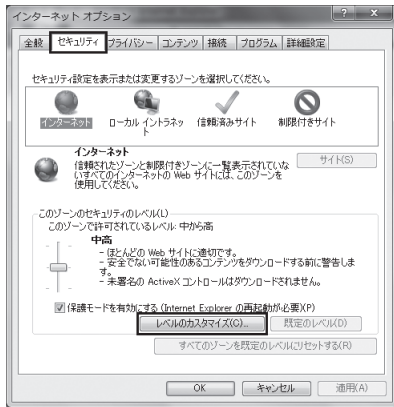 インターネット オプション
全般 セキュリティ プライバシー コンテンツ 接続 プログラム 詳細設定
セキュリティ設定を表示または変更するゾーンを選択してください。
インターネット ローカル イントラネッ 信頼済みサイト 制限付きサイト
ト
インターネット
信頼されたゾーンと制限付きゾーンに一覧表示されていな サイト(S)
いすべてのインターネットの Web サイトには、このゾーンを
使用してください。
このゾーンのセキュリティのレベル(L)
このゾーンで許可されているレベル: 中から高
中高
- ほとんどの Web サイトに適切です。
- 安全でない可能性のあるコンテンツをダウンロードする前に警告しま
す。
- 未署名の ActiveX コントロールはダウンロードされません。
保護モードを有効にする (Internet Explorer の再起動が必要)(P)
レベルのカスタマイズ(C)... 既定のレベル(D)
すべてのゾーンを既定のレベルにリセットする(R)
OK キャンセル 適用(A)